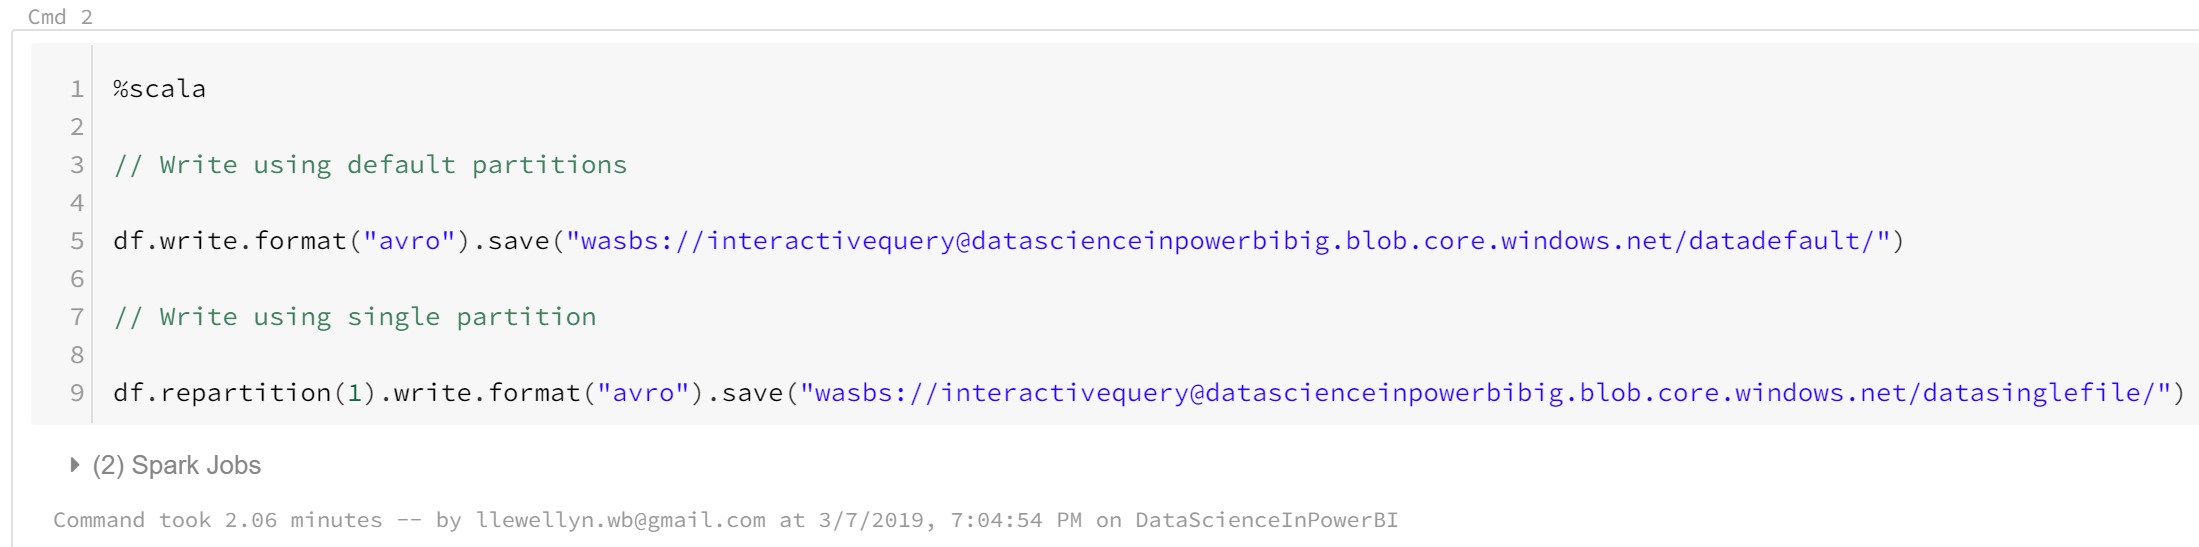 Cmd 2
1 %scala
2
3 // Write using default partitions
4
5 df.write.format("avro").save("wasbs://interactivequery@datascienceinpowerbibig.blob.core.windows.net/datadefault/")
6
7 // Write using single partition
8
9 df.repartition(1).write.format("avro").save("wasbs://interactivequery@datascienceinpowerbibig.blob.core.windows.net/datasinglefile/")
(2) Spark Jobs
Command took 2.06 minutes -- by llewellyn.wb@gmail.com at 3/7/2019, 7:04:54 PM on DataScienceInPowerBI